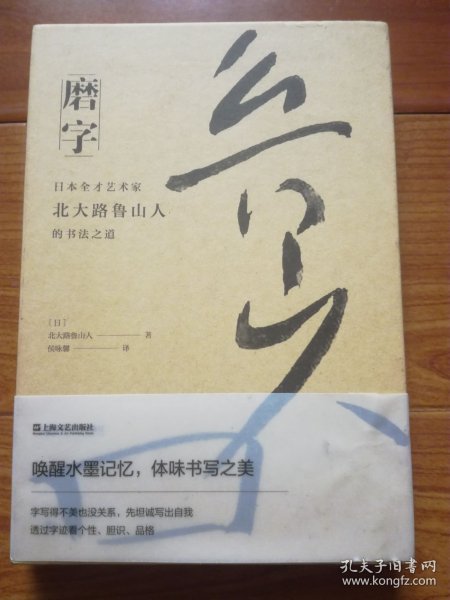 磨字
日本全才艺术家
北大路鲁山人
的书法之道
[日]
北大路鲁山人 著
侯咏馨 译
上海文艺出版社
唤醒水墨记忆，体味书写之美
字写得不美也没关系，先坦诚写出自我
透过字迹看个性、胆识、品格
孔夫子旧书网
www.kongfz.com